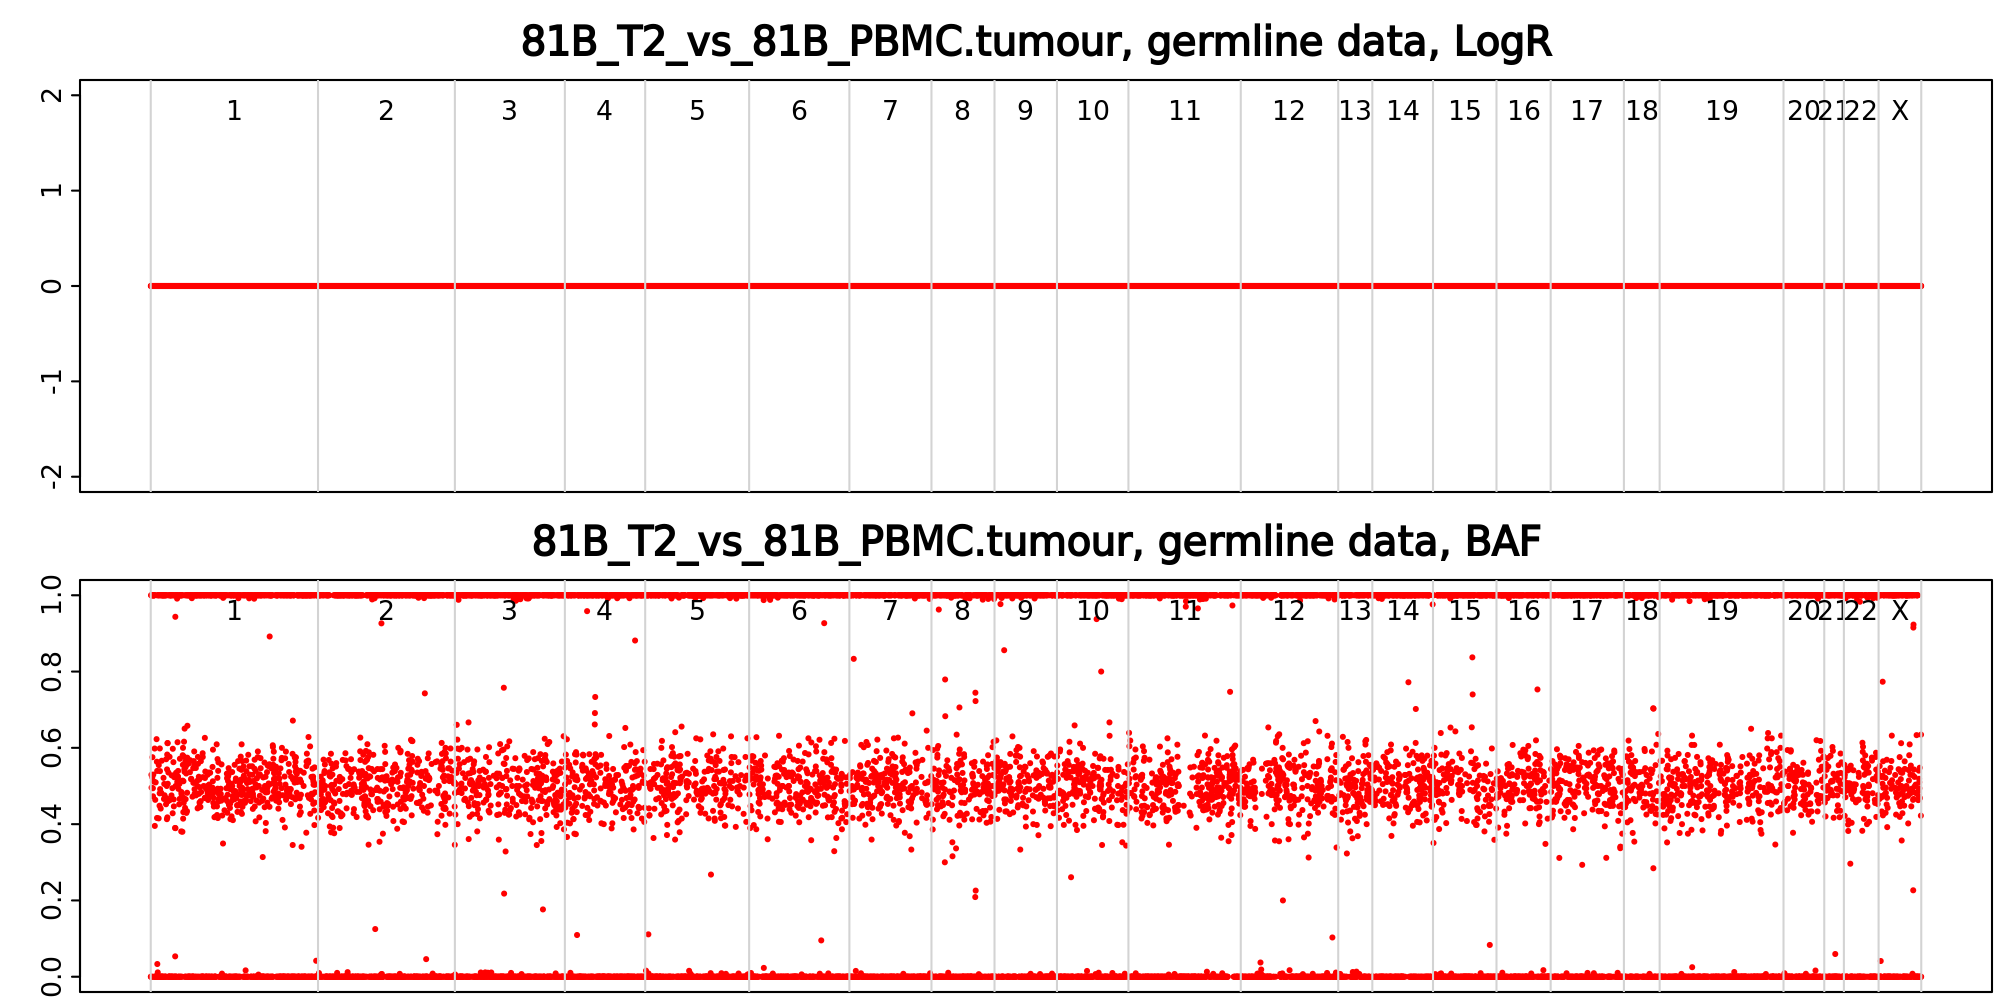 81B_T2_vs_81B_PBMC.tumour, germline data, LogR
2
1
0
-1
-2
1 2 3 4 5 6 7 8 9 10 11 12 13 14 15 16 17 18 19 20 21 22 X
81B_T2_vs_81B_PBMC.tumour, germline data, BAF
1.0
0.8
0.6
0.4
0.2
0.0
1 2 3 4 5 6 7 8 9 10 11 12 13 14 15 16 17 18 19 20 21 22 X